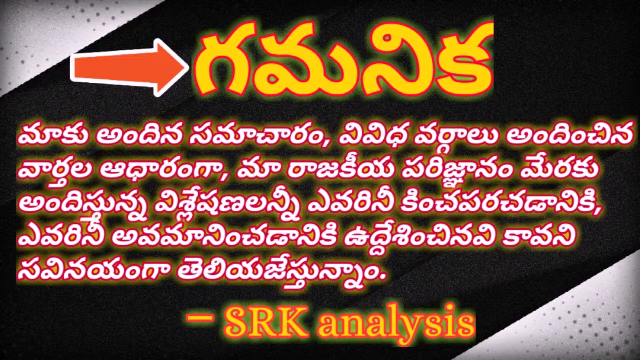 గమనిక
మాకు అందిన సమాచారం, వివిధ వర్గాలు అందించిన
వార్తల ఆధారంగా, మా రాజకీయ పరిజ్ఞానం మేరకు
అందిస్తున్న విశ్లేషణలన్నీ ఎవరినీ కించపరచడానికి,
ఎవరినీ అవమానించడానికి ఉద్దేశించినవి కావని
సవినయంగా తెలియజేస్తున్నాం.
– SRK analysis